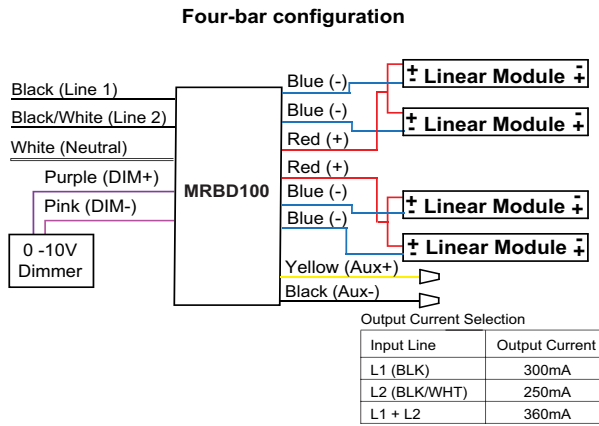 Four-bar configuration
Black (Line 1)
Black/White (Line 2)
White (Neutral)
Purple (DIM+)
Pink (DIM-)
0 -10V
Dimmer
MRBD100
Blue (-)
Blue (-)
Red (+)
Red (+)
Blue (-)
Blue (-)
Yellow (Aux+)
Black (Aux-)
+ - Linear Module - +
+ - Linear Module - +
+ - Linear Module - +
+ - Linear Module - +
Output Current Selection
Input Line Output Current
L1 (BLK) 300mA
L2 (BLK/WHT) 250mA
L1 + L2 360mA